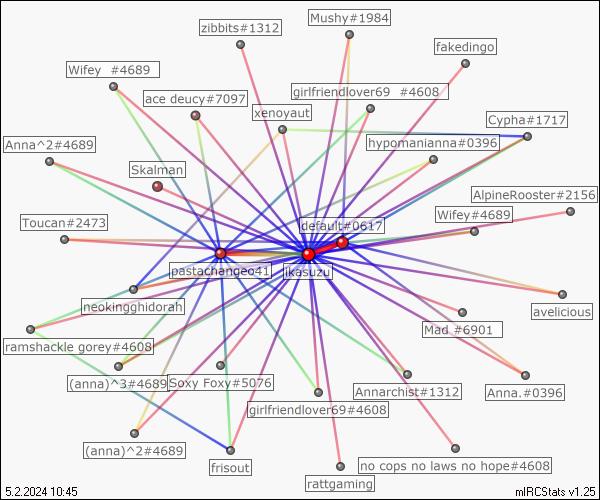 Mushy#1984
zibbits#1312
fakedingo
Wifey  #4689
girlfriendlover69  #4608
ace deucy#7097
xenoyaut
Cypha#1717
Anna^2#4689
hypomanianna#0396
Skalman
AlpineRooster#2156
Toucan#2473
default#0617
Wifey#4689
pastachangeo41
ikasuzu
neokingghidorah
avelicious
Mad #6901
ramshackle gorey#4608
(anna)^3#4689
Soxy Foxy#5076
Annarchist#1312
Anna.#0396
girlfriendlover69#4608
(anna)^2#4689
frisout
no cops no laws no hope#4608
rattgaming
5.2.2024 10:45
mIRCStats v1.25